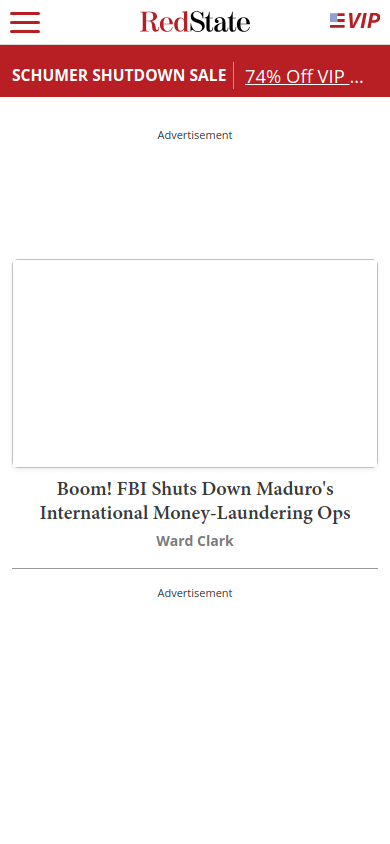 RedState
VIP
SCHUMER SHUTDOWN SALE
74% Off VIP ...
Advertisement
Boom! FBI Shuts Down Maduro's
International Money-Laundering Ops
Ward Clark
Advertisement